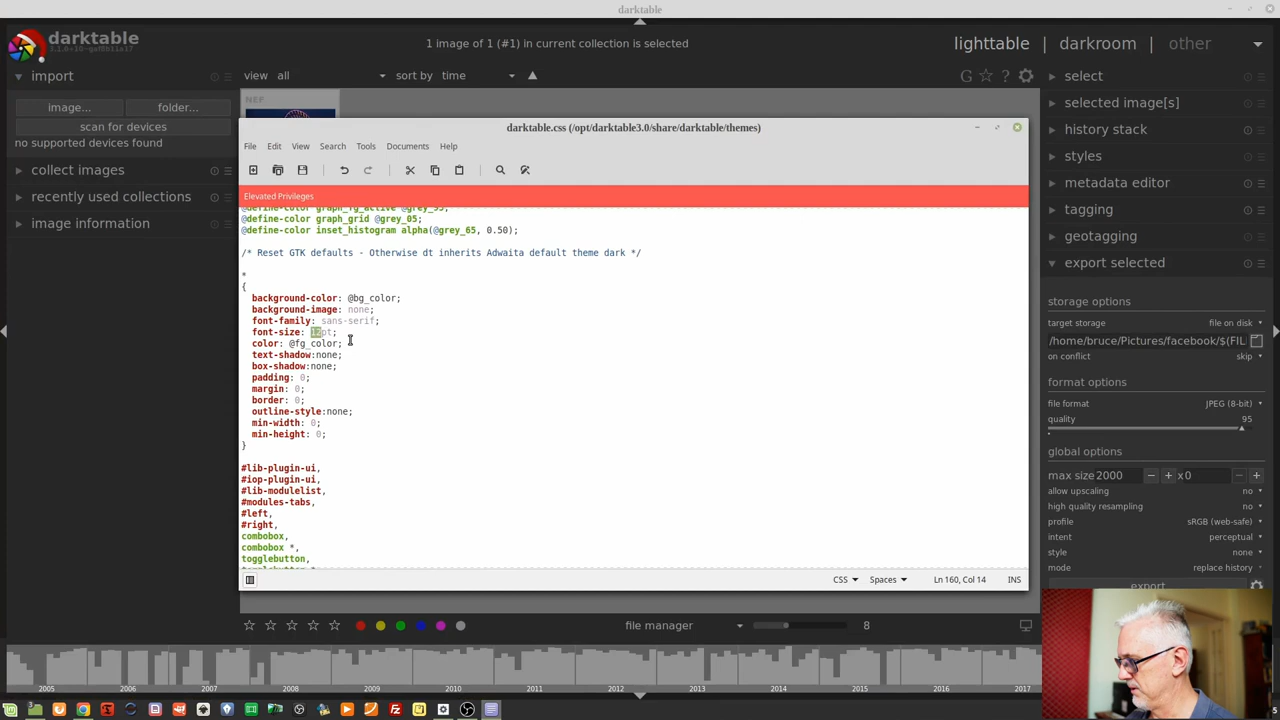 darktable
darktable
1 image of 1 (#1) in current collection is selected
lighttable | darkroom | other
import
image...
folder...
scan for devices
no supported devices found
collect images
recently used collections
image information
view all
sort by time
G ☆ ?
NEF
darktable.css (/opt/darktable3.0/share/darktable/themes)
File Edit View Search Tools Documents Help
Elevated Privileges
@define-color graph_fg_active @grey_95;
@define-color graph_grid @grey_05;
@define-color inset_histogram alpha(@grey_65, 0.50);
/* Reset GTK defaults - Otherwise dt inherits Adwaita default theme dark */
*
{
background-color: @bg_color;
background-image: none;
font-family: sans-serif;
font-size: 12pt;
color: @fg_color;
text-shadow:none;
box-shadow:none;
padding: 0;
margin: 0;
border: 0;
outline-style:none;
min-width: 0;
min-height: 0;
}
#lib-plugin-ui,
#iop-plugin-ui,
#lib-modulelist,
#modules-tabs,
#left,
#right,
combobox,
combobox *,
togglebutton,
CSS
Spaces
Ln 160, Col 14
INS
select
selected image[s]
history stack
styles
metadata editor
tagging
geotagging
export selected
storage options
target storage file on disk
/home/bruce/Pictures/facebook/$(FIL
on conflict skip
format options
file format JPEG (8-bit)
quality 95
global options
max size 2000 x 0
allow upscaling no
high quality resampling no
profile sRGB (web-safe)
intent perceptual
style none
mode replace history
export
file manager
8
2005 2006 2007 2008 2009 2010 2011 2012 2013 2014 2015 2016 2017